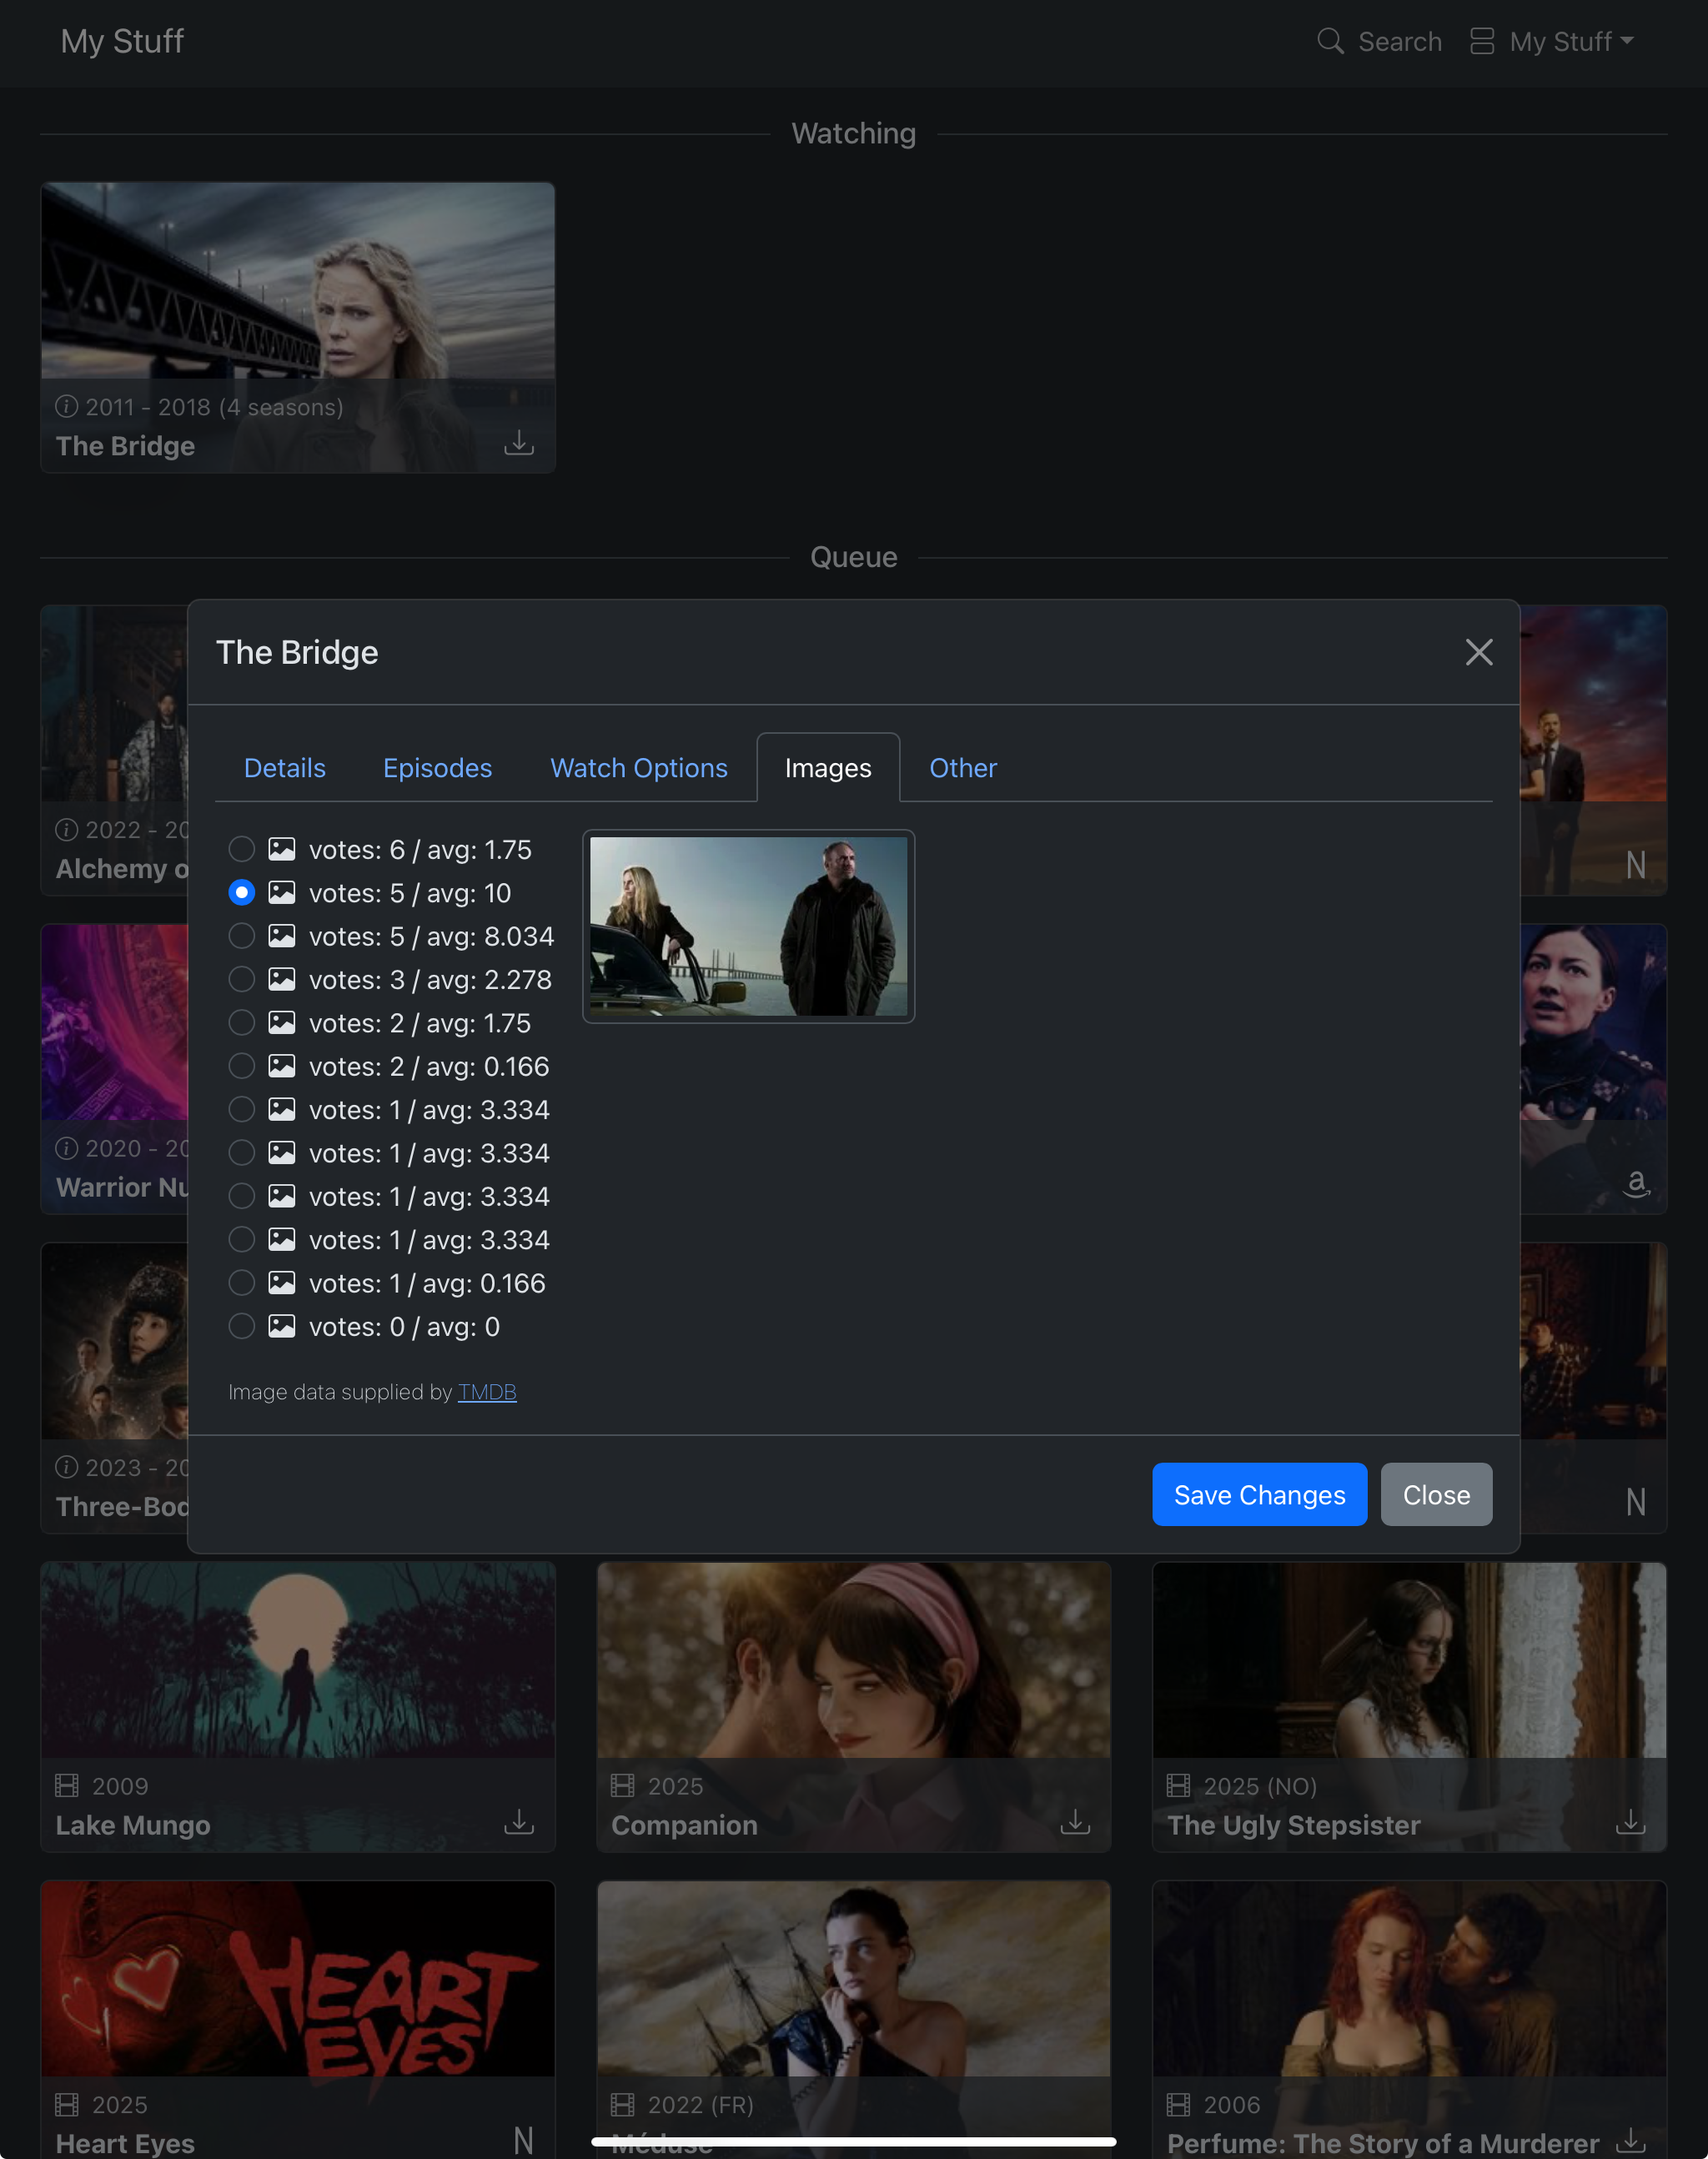 My Stuff
Search
My Stuff
Watching
2011 - 2018 (4 seasons)
The Bridge
Queue
The Bridge
Details
Episodes
Watch Options
Images
Other
votes: 6 / avg: 1.75
votes: 5 / avg: 10
votes: 5 / avg: 8.034
votes: 3 / avg: 2.278
votes: 2 / avg: 1.75
votes: 2 / avg: 0.166
votes: 1 / avg: 3.334
votes: 1 / avg: 3.334
votes: 1 / avg: 3.334
votes: 1 / avg: 3.334
votes: 1 / avg: 0.166
votes: 0 / avg: 0
Image data supplied by TMDB
Save Changes
Close
2022 - 20
Alchemy o
N
2020 - 20
Warrior Nu
a
2023 - 20
Three-Bod
N
2009
Lake Mungo
2025
Companion
2025 (NO)
The Ugly Stepsister
HEART
EYES
2025
Heart Eyes
N
2022 (FR)
Méduse
2006
Perfume: The Story of a Murderer